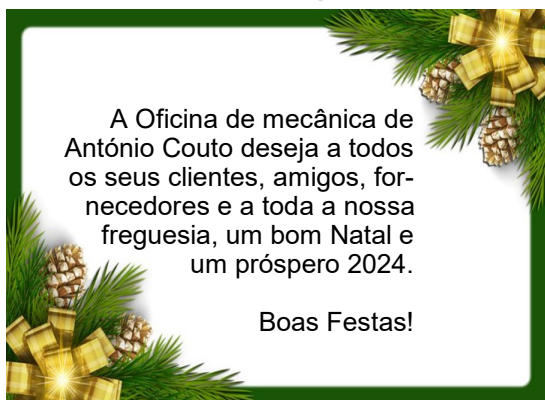 A Oficina de mecânica de
António Couto deseja a todos
os seus clientes, amigos, for-
necedores e a toda a nossa
freguesia, um bom Natal e
um próspero 2024.
Boas Festas!